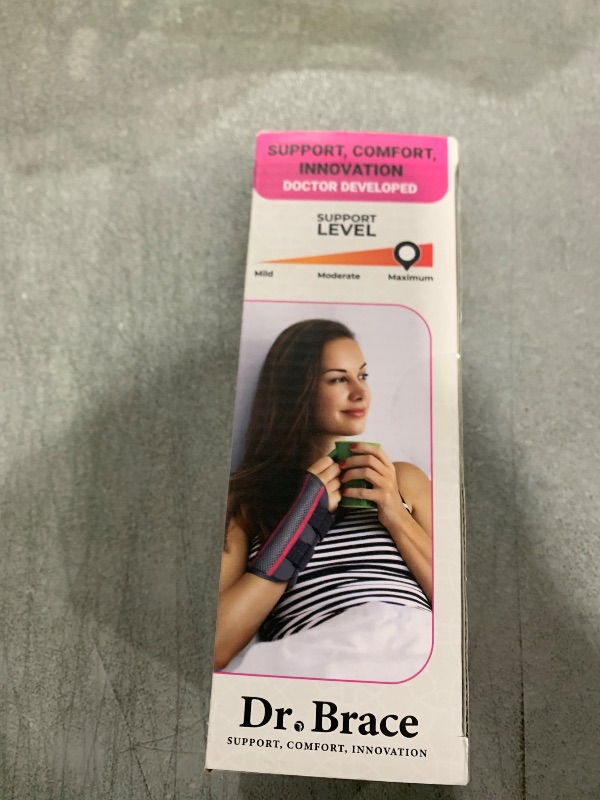 SUPPORT, COMFORT,
INNOVATION
DOCTOR DEVELOPED
SUPPORT
LEVEL
Mild Moderate Maximum
Dr. Brace
SUPPORT, COMFORT, INNOVATION